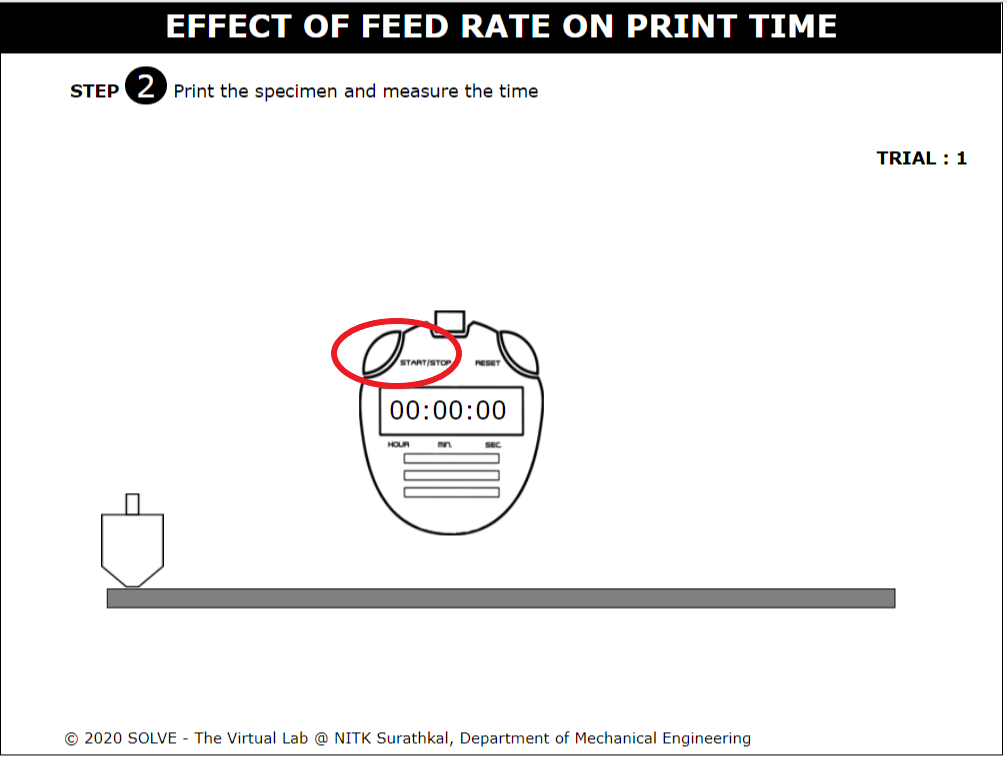 EFFECT OF FEED RATE ON PRINT TIME
STEP 2 Print the specimen and measure the time
TRIAL : 1
START/STOP RESET
00:00:00
HOUR min. SEC.
© 2020 SOLVE - The Virtual Lab @ NITK Surathkal, Department of Mechanical Engineering